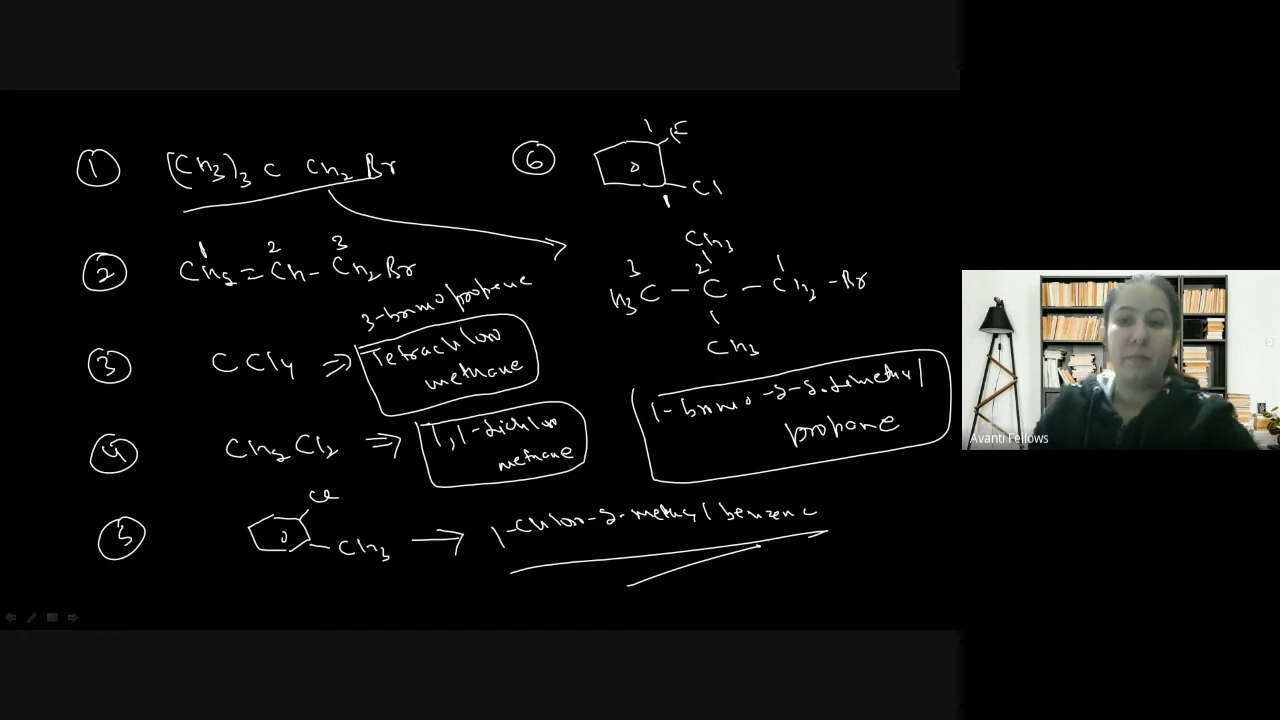 ① (CH3)3 C CH2 Br
1 2 3
② CH2 = CH - CH2 Br
3-bromo propene
③ CCl4 ⇒ Tetrachloro
methane
④ CH2 Cl2 ⇒ 1,1-dichloro
methane
Cl
⑤ CH3 → 1-Chloro-2-methyl benzene
⑥
Cl
CH3
3 2 1
H3C - C - CH2 - Br
CH3
1-bromo-2-2,dimethyl
propane
Avanti Fellows